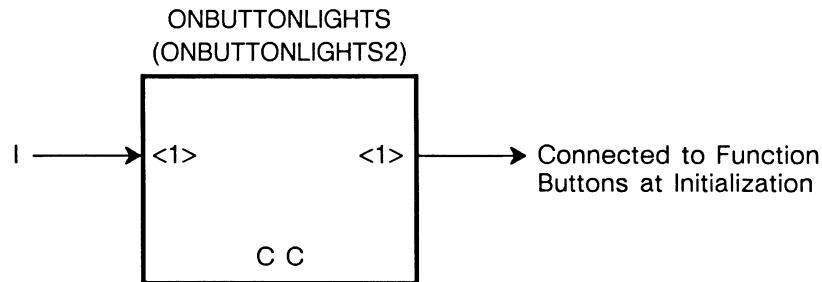 ONBUTTONLIGHTS
(ONBUTTONLIGHTS2)
I <1> <1> Connected to Function
Buttons at Initialization
C C